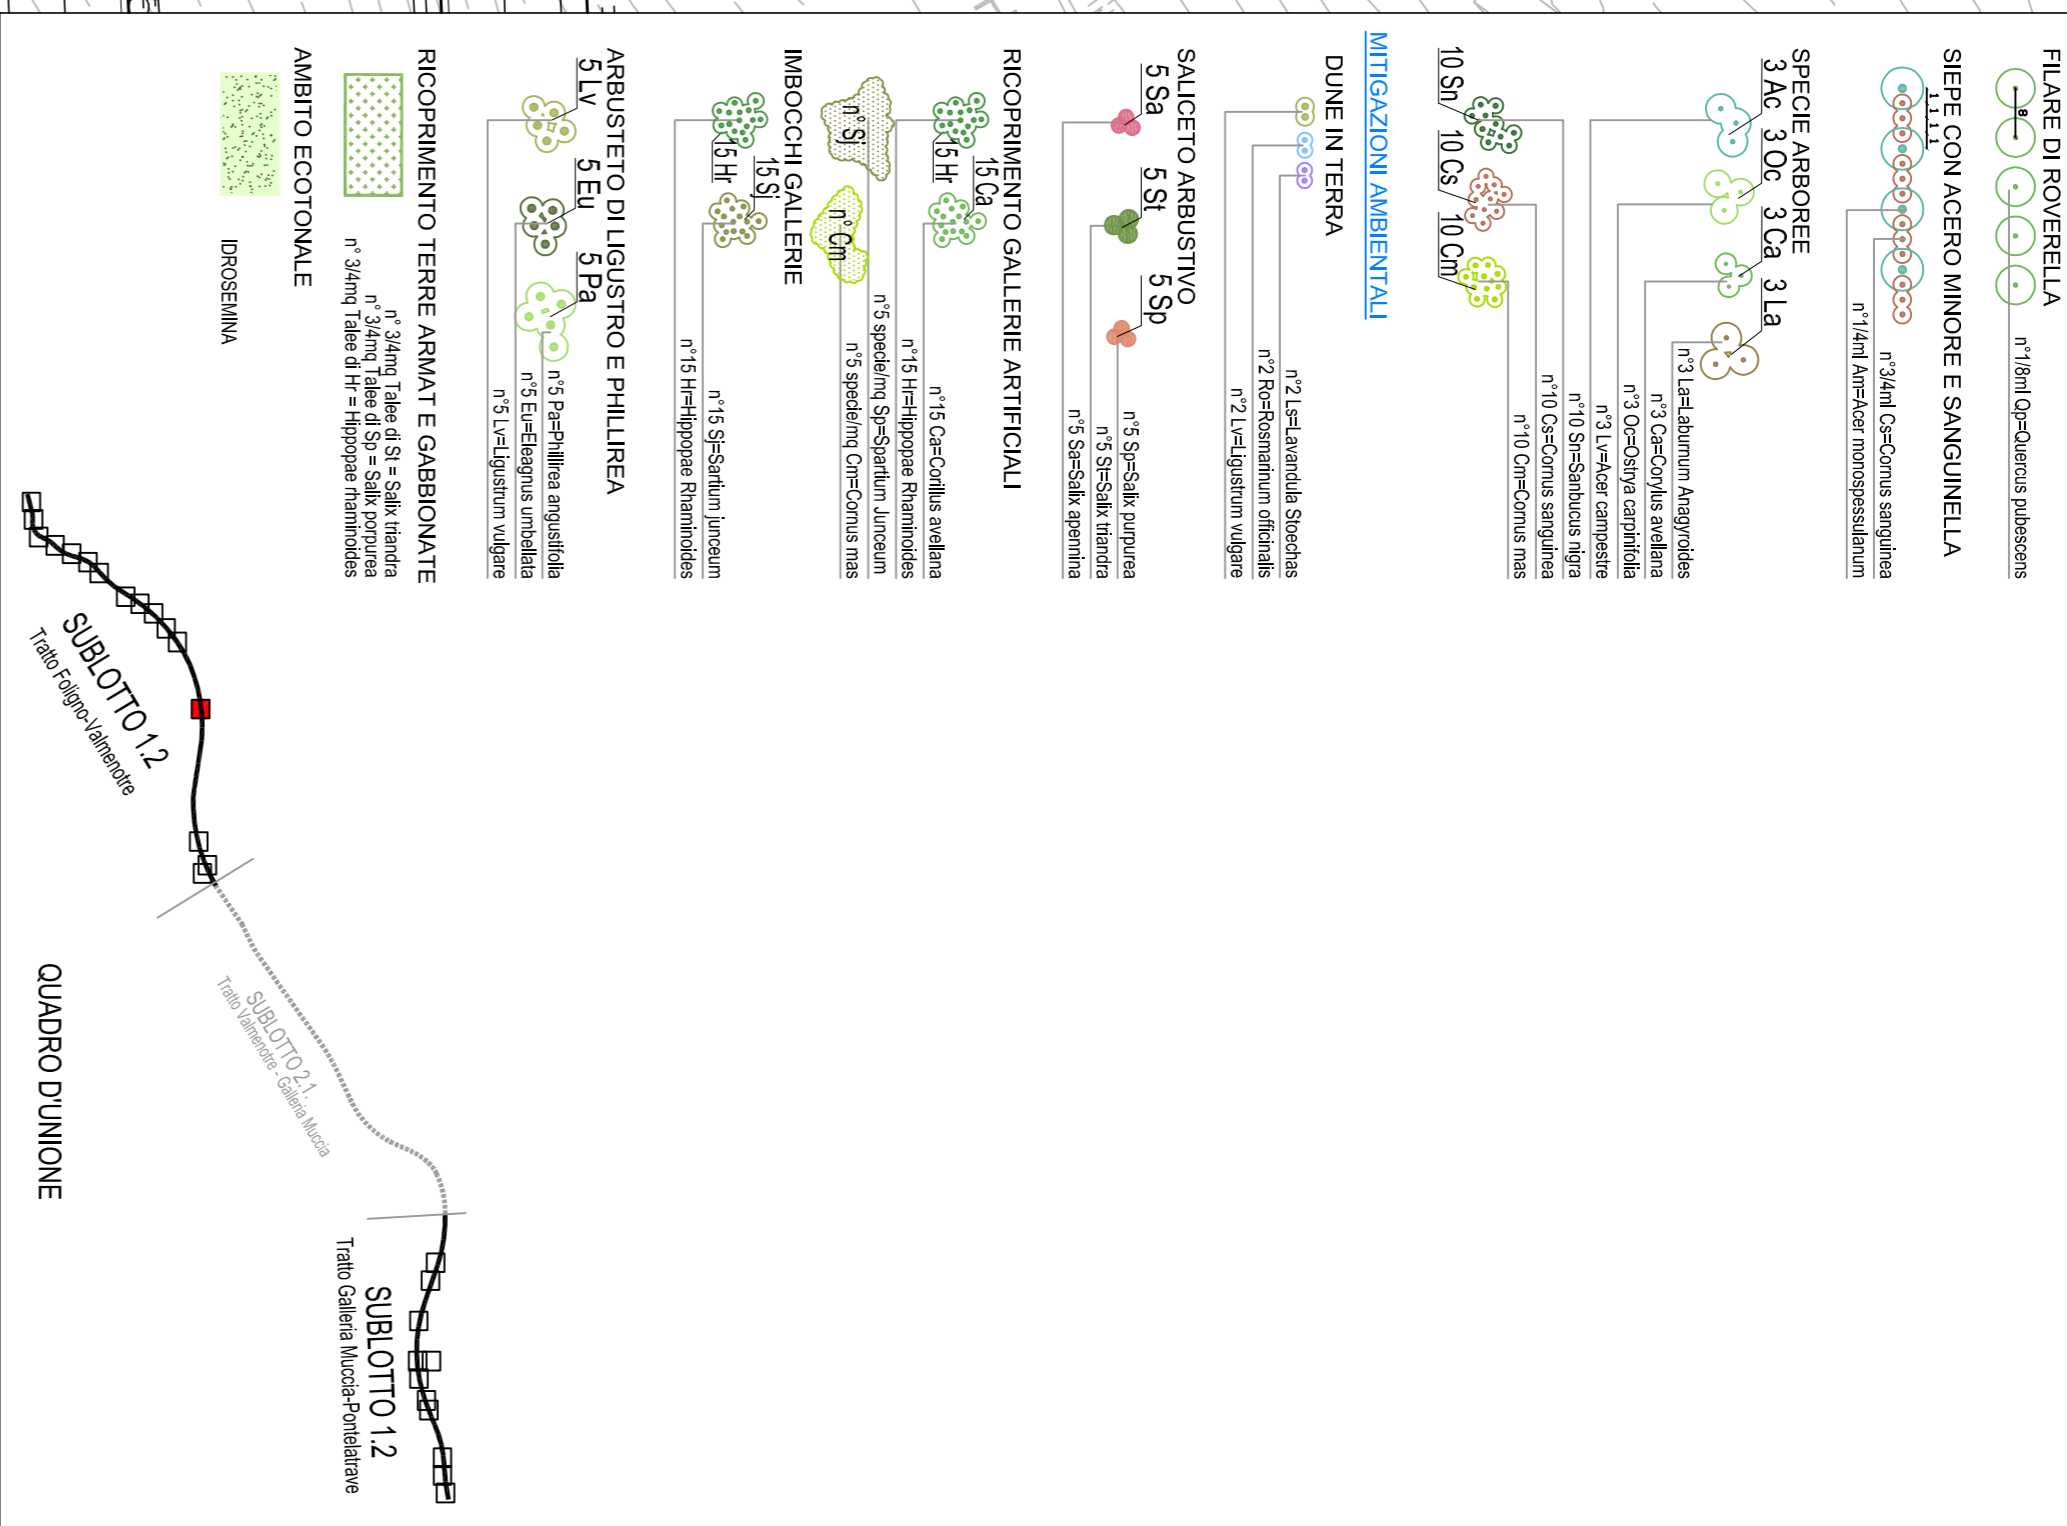 FILARE DI ROVERELLA
8
n°1/8ml Qp=Quercus pubescens
SIEPE CON ACERO MINORE E SANGUINELLA
1 1 1 1
n°3/4ml Cs=Cornus sanguinea
n°1/4ml Am=Acer monospessulanum
SPECIE ARBOREE
3 Ac 3 Oc 3 Ca 3 La
n°3 La=Laburnum Anagyroides
n°3 Ca=Corylus avellana
n°3 Oc=Ostrya carpinifolia
n°3 Lv=Acer campestre
10 Sn 10 Cs 10 Cm
n°10 Sn=Sanbucus nigra
n°10 Cs=Cornus sanguinea
n°10 Cm=Cornus mas
MITIGAZIONI AMBIENTALI
DUNE IN TERRA
n°2 Ls=Lavandula Stoechas
n°2 Ro=Rosmarinum officinalis
n°2 Lv=Ligustrum vulgare
SALICETO ARBUSTIVO
5 Sa 5 St 5 Sp
n°5 Sp=Salix purpurea
n°5 St=Salix triandra
n°5 Sa=Salix apennina
RICOPRIMENTO GALLERIE ARTIFICIALI
15 Hr 15 Ca
n°15 Ca=Corillus avellana
n°15 Hr=Hippopae Rhaminoides
n° Sj n° Cm
n°5 specie/mq Sp=Spartium Junceum
n°5 specie/mq Cm=Cornus mas
IMBOCCHI GALLERIE
15 Hr 15 Sj
n°15 Sj=Sartium junceum
n°15 Hr=Hippopae Rhaminoides
ARBUSTETO DI LIGUSTRO E PHILLIREA
5 Lv 5 Eu 5 Pa
n°5 Pa=Phillirea angustifolia
n°5 Eu=Eleagnus umbellata
n°5 Lv=Ligustrum vulgare
RICOPRIMENTO TERRE ARMAT E GABBIONATE
n° 3/4mq Talee di St = Salix triandra
n° 3/4mq Talee di Sp = Salix porpurea
n° 3/4mq Talee di Hr = Hippopae rhaminoides
AMBITO ECOTONALE
IDROSEMINA
SUBLOTTO 1.2
Tratto Foligno-Valmenotre
SUBLOTTO 2.1.
Tratto Valmenotre - Galleria Muccia
SUBLOTTO 1.2
Tratto Galleria Muccia-Pontelatrave
QUADRO D'UNIONE